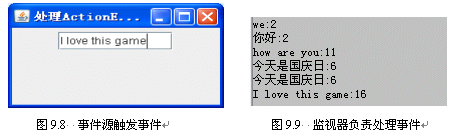 处理ActionE...
I love this game
we:2
你好:2
how are you:11
今天是国庆日:6
今天是国庆日:6
I love this game:16
图 9.8 事件源触发事件
图 9.9 监视器负责处理事件